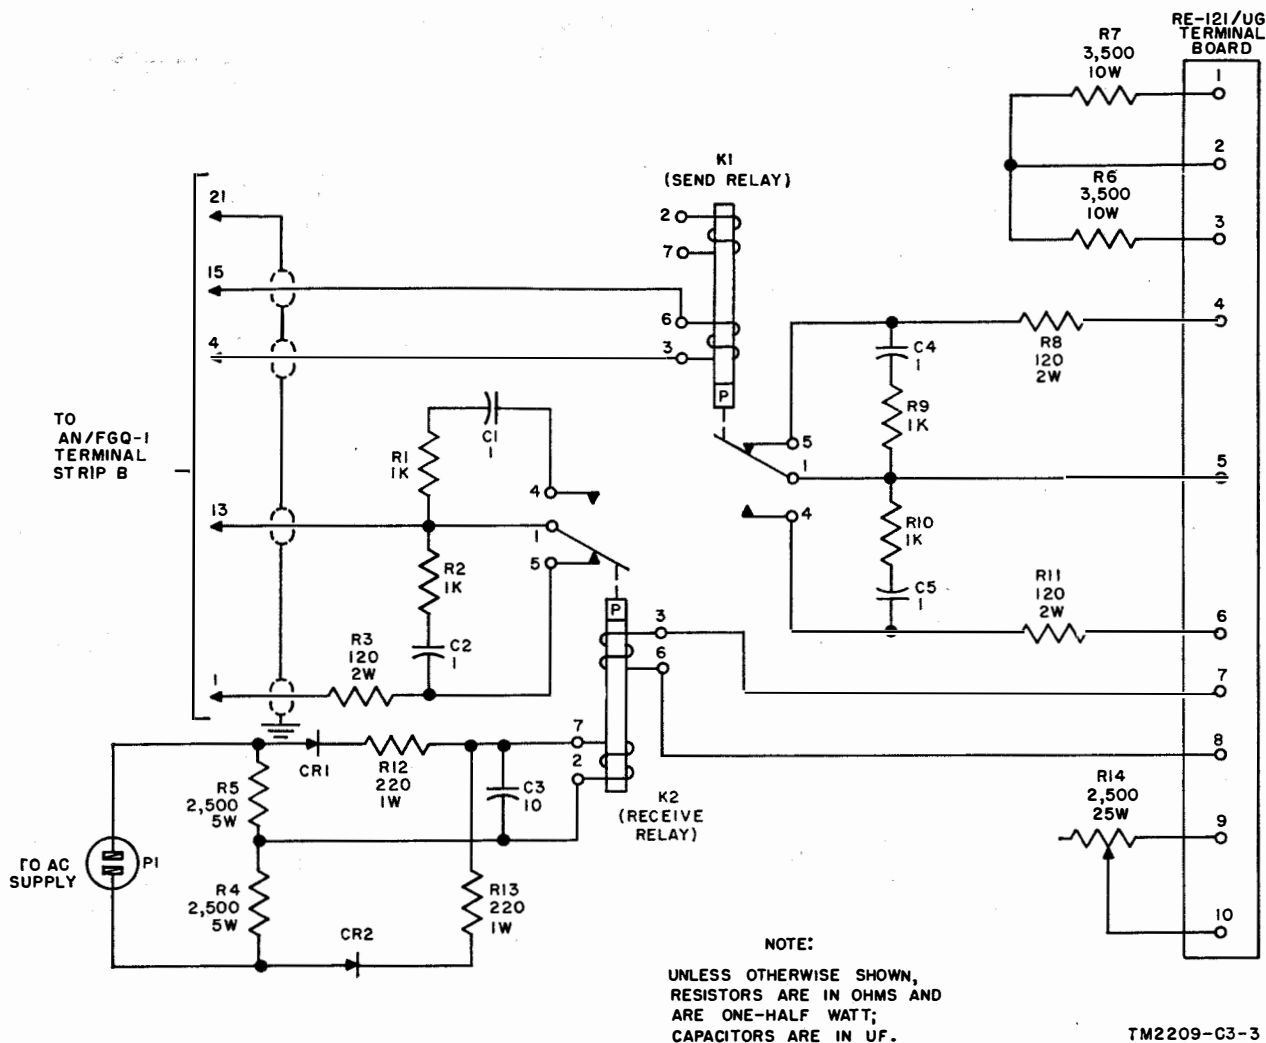 RE-121/UG
TERMINAL
BOARD
R7
3,500
10W
1
2
R6
3,500
10W
3
K1
(SEND RELAY)
2
7
6
3
P
21
15
4
13
1
TO
AN/FGQ-1
TERMINAL
STRIP B
4
R8
120
2W
C4
1
R9
1K
5
1
4
5
R10
1K
C5
1
R11
120
2W
6
7
8
C1
1
R1
1K
4
1
5
R2
1K
C2
1
R3
120
2W
P
3
6
7
2
K2
(RECEIVE
RELAY)
CR1
R12
220
1W
R5
2,500
5W
C3
10
TO AC
SUPPLY
P1
R4
2,500
5W
R13
220
1W
CR2
R14
2,500
25W
9
10
NOTE:
UNLESS OTHERWISE SHOWN,
RESISTORS ARE IN OHMS AND
ARE ONE-HALF WATT;
CAPACITORS ARE IN UF.
TM2209-C3-3